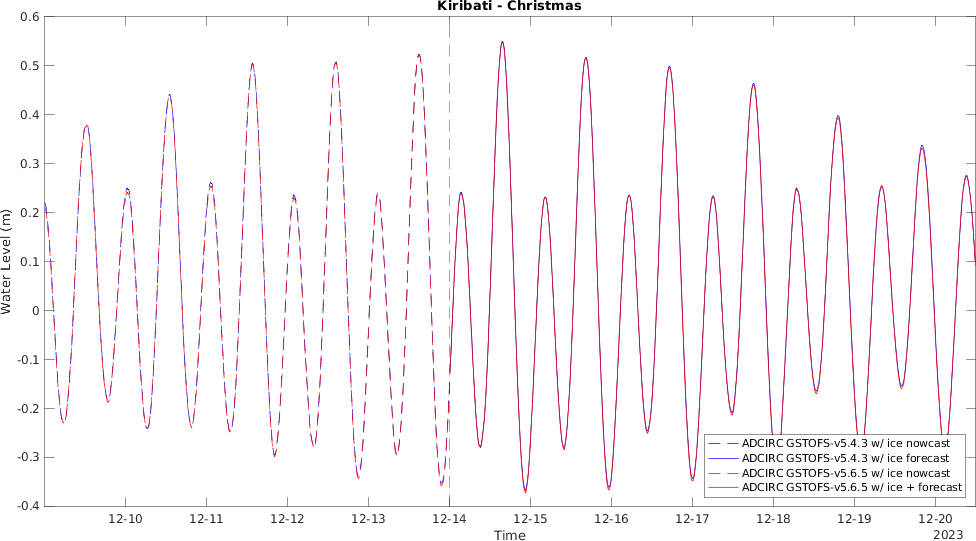 Kiribati - Christmas
0.6
0.5
0.4
0.3
0.2
0.1
0
-0.1
-0.2
-0.3
-0.4
Water Level (m)
ADCIRC GSTOFS-v5.4.3 w/ ice nowcast
ADCIRC GSTOFS-v5.4.3 w/ ice forecast
ADCIRC GSTOFS-v5.6.5 w/ ice nowcast
ADCIRC GSTOFS-v5.6.5 w/ ice + forecast
12-10 12-11 12-12 12-13 12-14 12-15 12-16 12-17 12-18 12-19 12-20
Time
2023